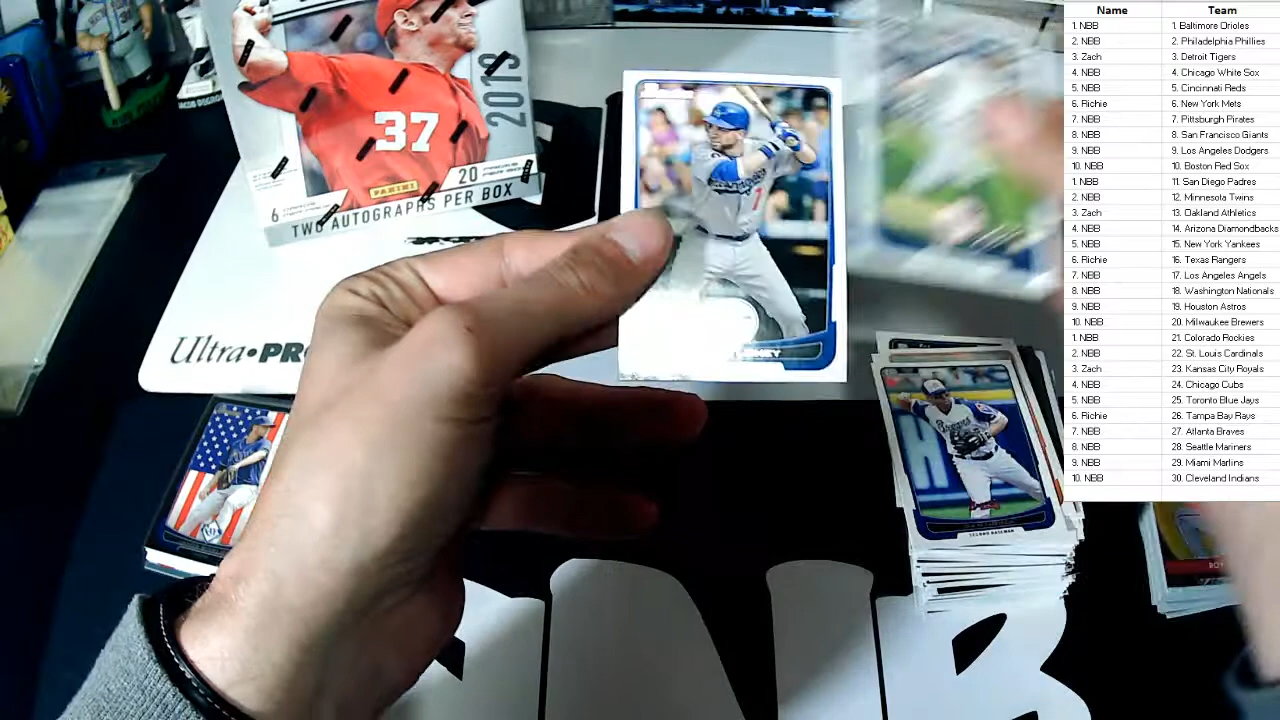 37
2013
PANINI
20
6
TWO AUTOGRAPHS PER BOX
7
Ultra•PR
Braves
SECOND BASEMAN
Name Team
1. NBB 1. Baltimore Orioles
2. NBB 2. Philadelphia Phillies
3. Zach 3. Detroit Tigers
4. NBB 4. Chicago White Sox
5. NBB 5. Cincinnati Reds
6. Richie 6. New York Mets
7. NBB 7. Pittsburgh Pirates
8. NBB 8. San Francisco Giants
9. NBB 9. Los Angeles Dodgers
10. NBB 10. Boston Red Sox
1. NBB 11. San Diego Padres
2. NBB 12. Minnesota Twins
3. Zach 13. Oakland Athletics
4. NBB 14. Arizona Diamondbacks
5. NBB 15. New York Yankees
6. Richie 16. Texas Rangers
7. NBB 17. Los Angeles Angels
8. NBB 18. Washington Nationals
9. NBB 19. Houston Astros
10. NBB 20. Milwaukee Brewers
1. NBB 21. Colorado Rockies
2. NBB 22. St. Louis Cardinals
3. Zach 23. Kansas City Royals
4. NBB 24. Chicago Cubs
5. NBB 25. Toronto Blue Jays
6. Richie 26. Tampa Bay Rays
7. NBB 27. Atlanta Braves
8. NBB 28. Seattle Mariners
9. NBB 29. Miami Marlins
10. NBB 30. Cleveland Indians